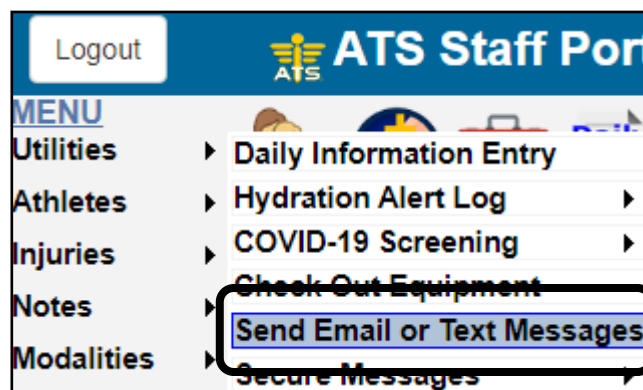 Logout
ATS
ATS Staff Port
MENU
Utilities
Athletes
Injuries
Notes
Modalities
Daily Information Entry
Hydration Alert Log
COVID-19 Screening
Check Out Equipment
Send Email or Text Messages
Secure Messages